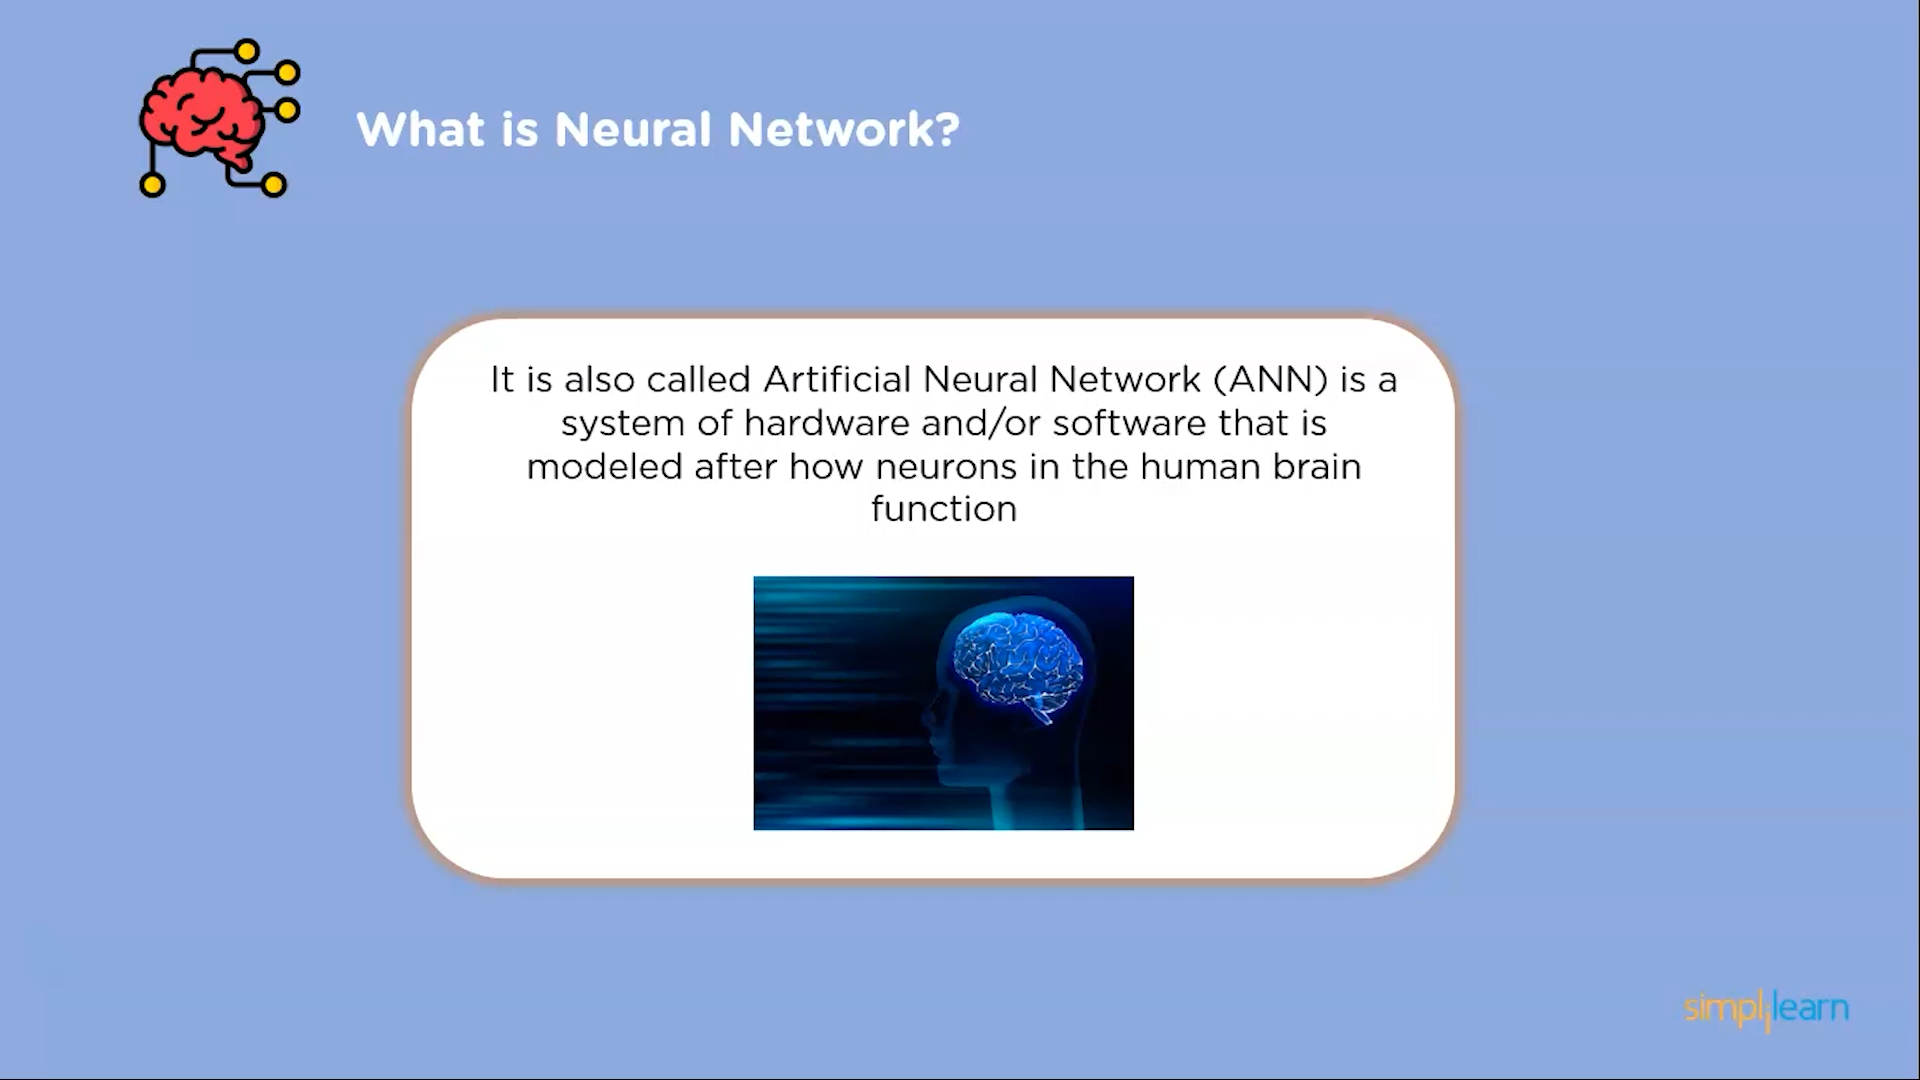 What is Neural Network?
It is also called Artificial Neural Network (ANN) is a
system of hardware and/or software that is
modeled after how neurons in the human brain
function
simplilearn